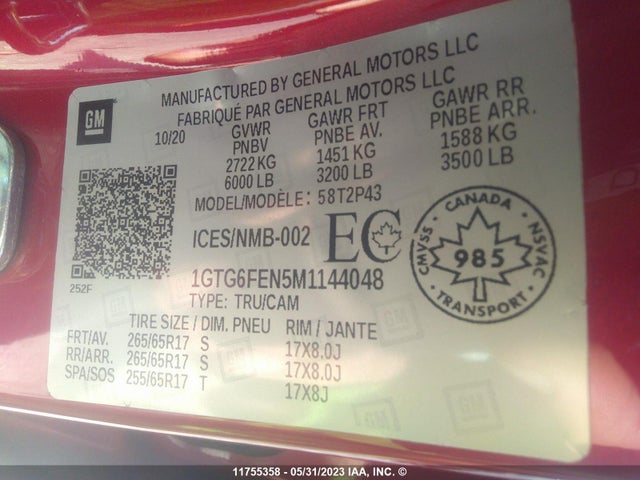 MANUFACTURED BY GENERAL MOTORS LLC
FABRIQUÉ PAR GENERAL MOTORS LLC
GM
10/20 GVWR GAWR FRT GAWR RR
PNBV PNBE AV. PNBE ARR.
2722 KG 1451 KG 1588 KG
6000 LB 3200 LB 3500 LB
MODEL/MODÈLE: 58T2P43
ICES/NMB-002 EC
CANADA
CMVSS 985 NSVAC
TRANSPORT
252F
1GTG6FEN5M1144048
TYPE: TRU/CAM
TIRE SIZE / DIM. PNEU RIM / JANTE
FRT/AV. 265/65R17 S 17X8.0J
RR/ARR. 265/65R17 S 17X8.0J
SPA/SOS 255/65R17 T 17X8J
11755358 - 05/31/2023 IAA, INC. ©